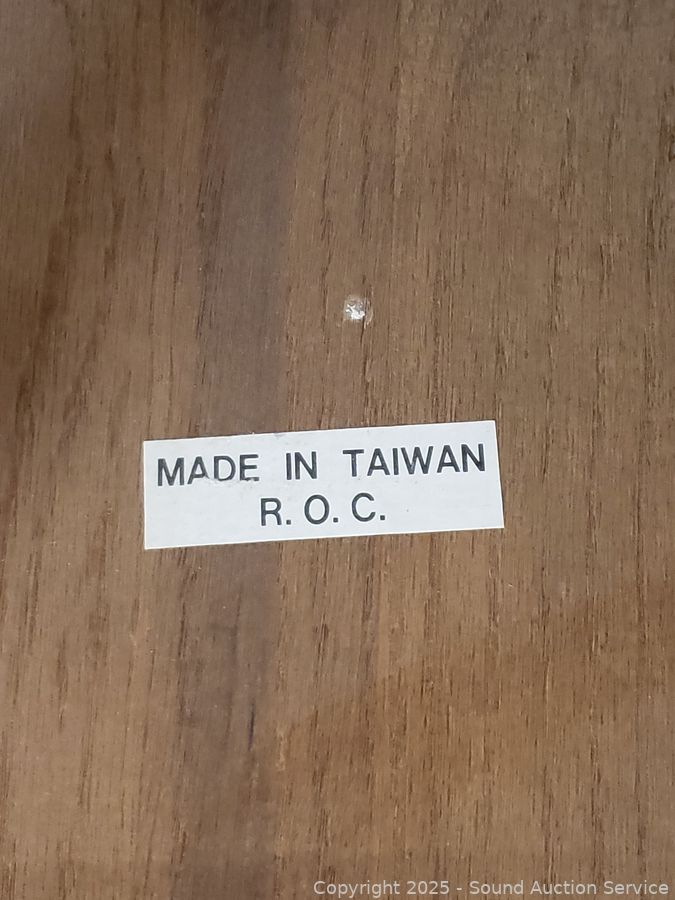 MADE IN TAIWAN
R. O. C.
Copyright 2025 - Sound Auction Service